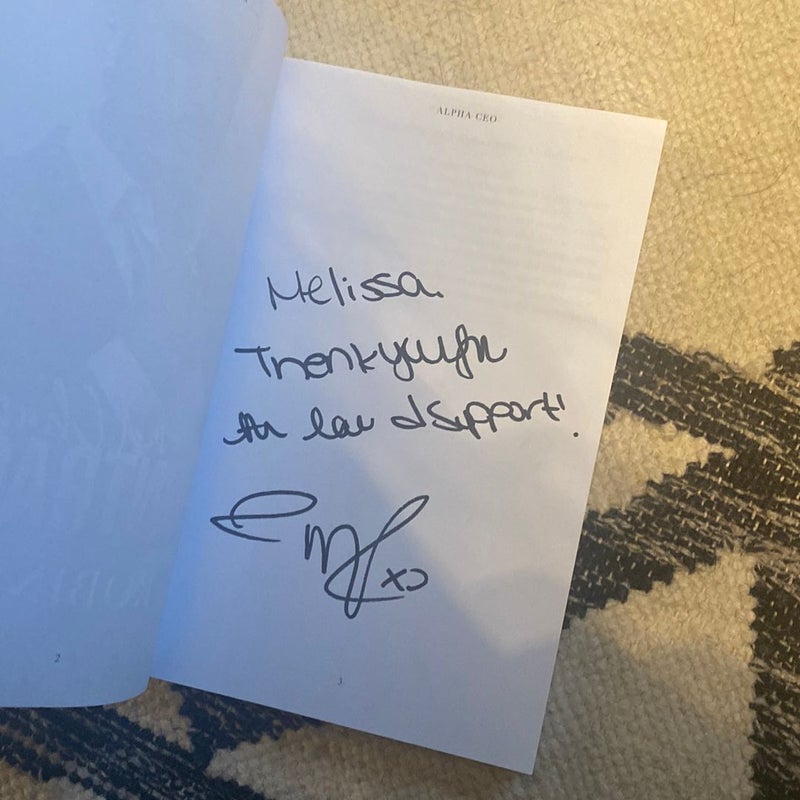 ALPHA CEO
Melissa.
Thankyou for
the love & support!
xo
2
3